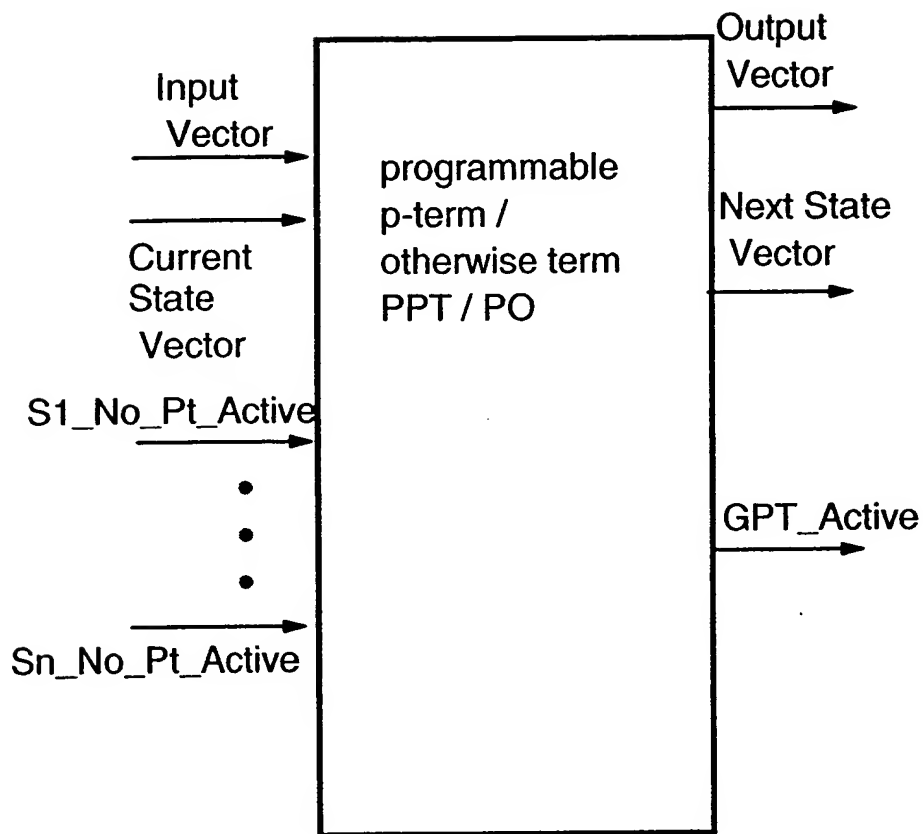 Input
Vector
Current
State
Vector
S1_No_Pt_Active
Sn_No_Pt_Active
programmable
p-term /
otherwise term
PPT / PO
Output
Vector
Next State
Vector
GPT_Active